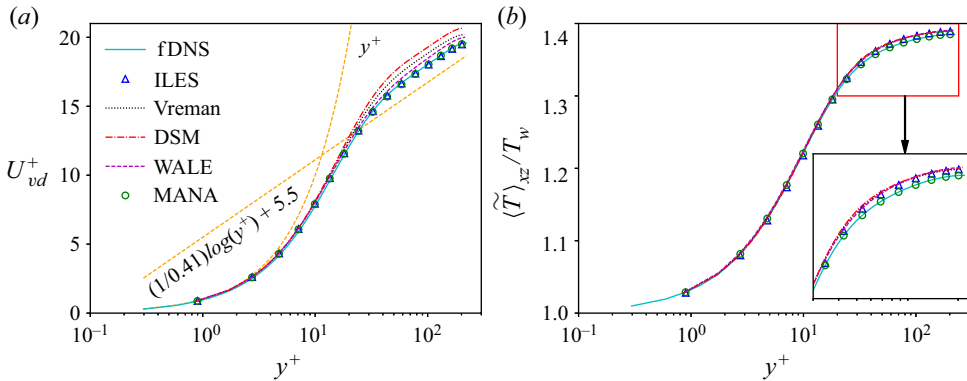 (a)
20
15
10
5
0
U⁺vd
fDNS
ILES
Vreman
DSM
WALE
MANA
y⁺
(1/0.41)log(y⁺) + 5.5
10⁻¹ 10⁰ 10¹ 10²
y⁺
(b)
1.4
1.3
1.2
1.1
1.0
⟨T̃⟩xz/Tw
10⁻¹ 10⁰ 10¹ 10²
y⁺